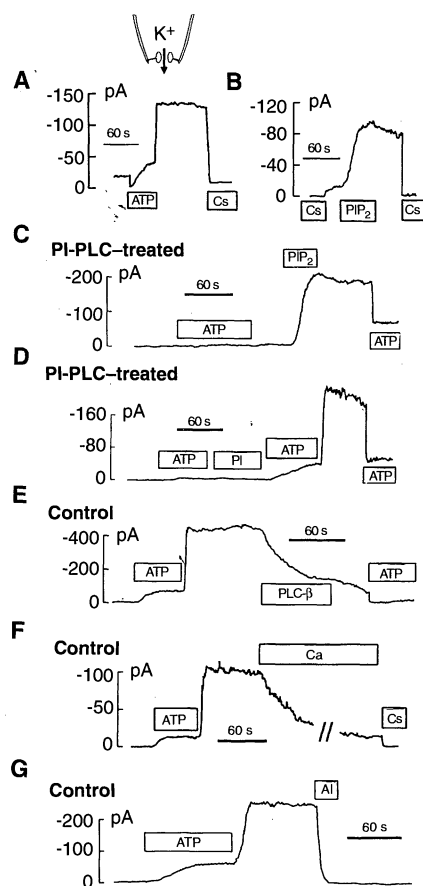 K+
A
pA
-150
-100
-50
0
60 s
ATP
Cs
B
pA
-120
-80
-40
0
60 s
Cs
PIP2
Cs
C
PI-PLC–treated
pA
-200
-100
0
60 s
ATP
PIP2
ATP
D
PI-PLC–treated
pA
-160
-80
0
60 s
ATP
PI
ATP
ATP
E
Control
pA
-400
-200
0
ATP
60 s
PLC-β
ATP
F
Control
pA
-100
-50
0
ATP
60 s
Ca
//
Cs
G
Control
pA
-200
-100
0
ATP
Al
60 s